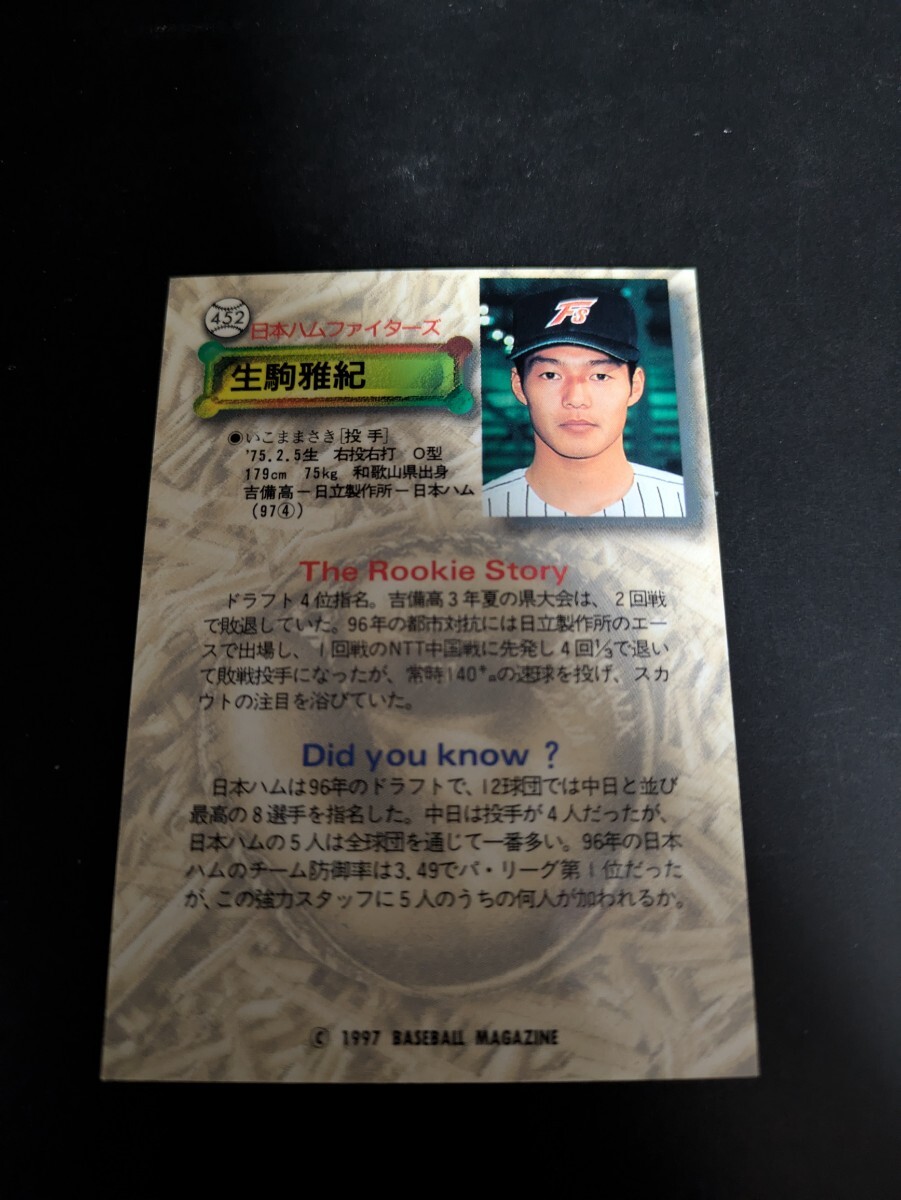 452
日本ハムファイターズ
Fs
生駒雅紀
◉いこままさき[投手]
'75.2.5生 右投右打 O型
179cm 75kg 和歌山県出身
吉備高－日立製作所－日本ハム
(97④)
The Rookie Story
ドラフト4位指名。吉備高3年夏の県大会は、2回戦
で敗退していた。96年の都市対抗には日立製作所のエー
スで出場し、1回戦のNTT中国戦に先発し4回⅓で退い
て敗戦投手になったが、常時140㌔の速球を投げ、スカ
ウトの注目を浴びていた。
Did you know ?
日本ハムは96年のドラフトで、12球団では中日と並び
最高の8選手を指名した。中日は投手が4人だったが、
日本ハムの5人は全球団を通じて一番多い。96年の日本
ハムのチーム防御率は3.49でパ・リーグ第1位だった
が、この強力スタッフに5人のうちの何人が加われるか。
© 1997 BASEBALL MAGAZINE